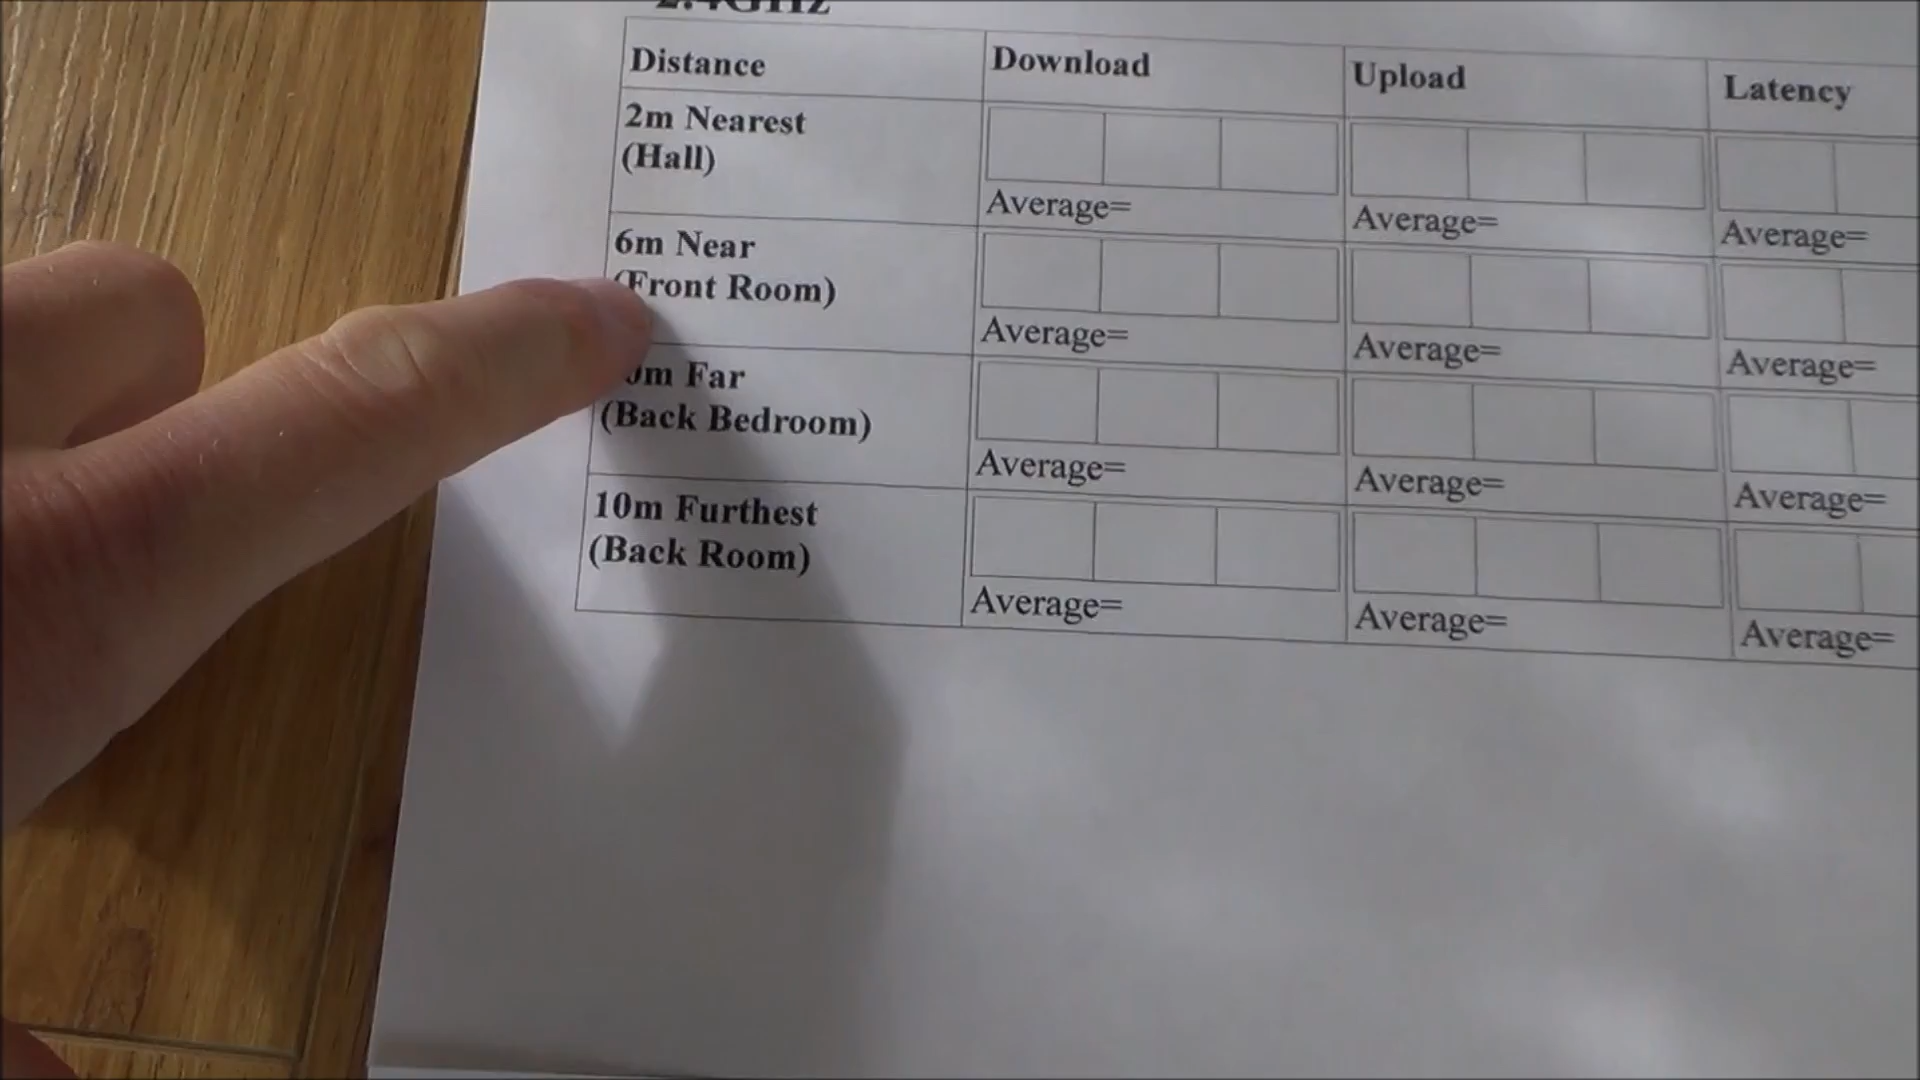 Distance Download Upload Latency
2m Nearest
(Hall)
Average= Average= Average=
6m Near
(Front Room)
Average= Average= Average=
Far
(Back Bedroom)
Average= Average= Average=
10m Furthest
(Back Room)
Average= Average= Average=